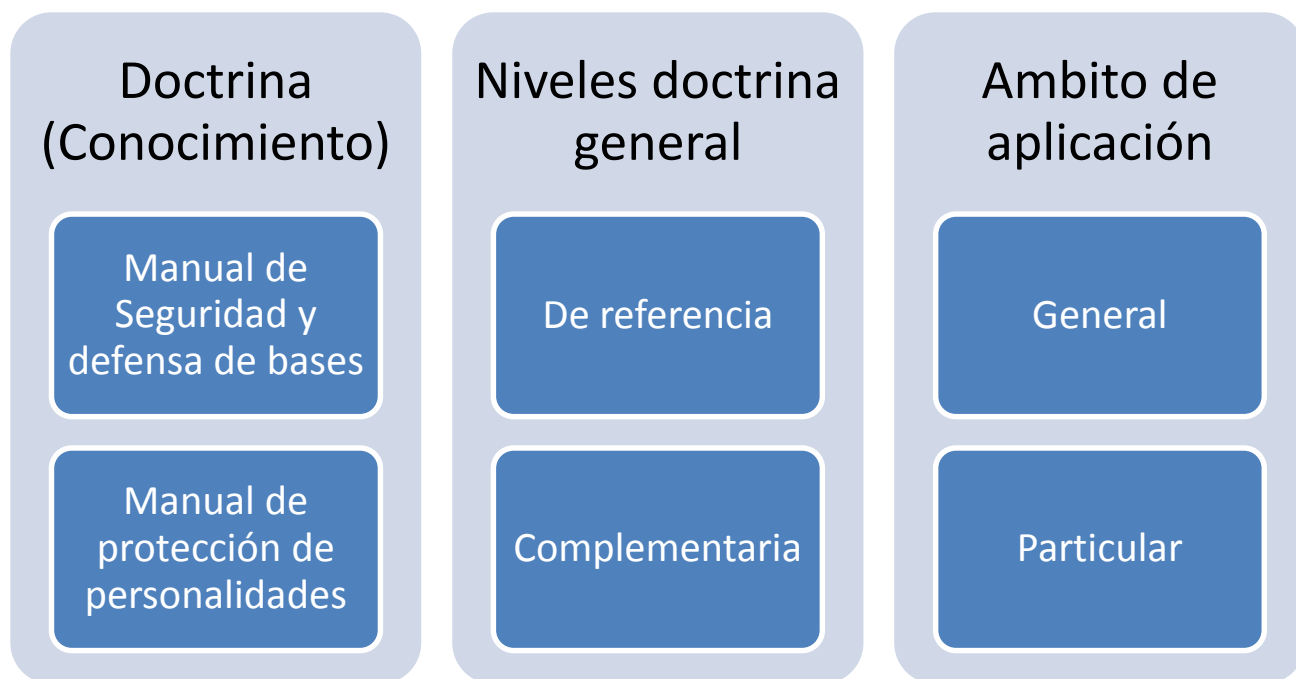 Doctrina
(Conocimiento)
Manual de
Seguridad y
defensa de bases
Manual de
protección de
personalidades
Niveles doctrina
general
De referencia
Complementaria
Ambito de
aplicación
General
Particular